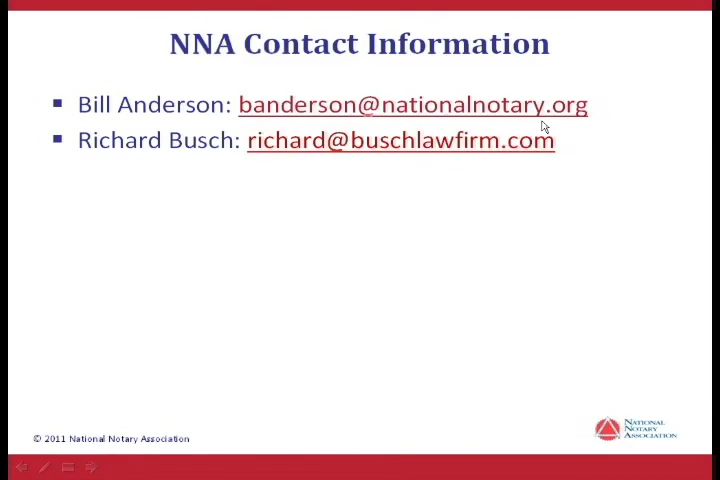 NNA Contact Information
▪ Bill Anderson: banderson@nationalnotary.org
▪ Richard Busch: richard@buschlawfirm.com
© 2011 National Notary Association
NATIONAL
NOTARY
ASSOCIATION